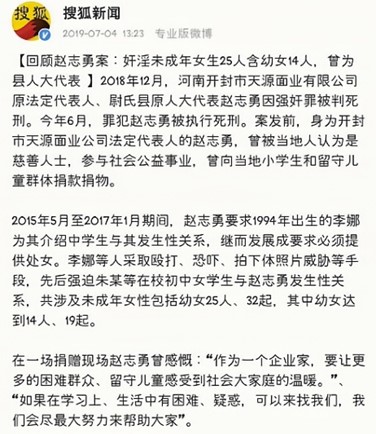 搜狐
搜狐新闻
2019-07-04 13:23 专业版微博
【回顾赵志勇案：奸淫未成年女生25人含幼女14人，曾为
县人大代表 】2018年12月，河南开封市天源面业有限公司
原法定代表人、尉氏县原人大代表赵志勇因强奸罪被判死
刑。今年6月，罪犯赵志勇被执行死刑。案发前，身为开封
市天源面业公司法定代表人的赵志勇，曾被当地人认为是
慈善人士，参与社会公益事业，曾向当地小学生和留守儿
童群体捐款捐物。
2015年5月至2017年1月期间，赵志勇要求1994年出生的李娜
为其介绍中学生与其发生性关系，继而发展成要求必须提
供处女。李娜等人采取殴打、恐吓、拍下体照片威胁等手
段，先后强迫朱某等在校初中女学生与赵志勇发生性关
系，共涉及未成年女性包括幼女25人、32起，其中幼女达
到14人、19起。
在一场捐赠现场赵志勇曾感慨：“作为一个企业家，要让更
多的困难群众、留守儿童感受到社会大家庭的温暖。”、
“如果在学习上、生活中有困难、疑惑，可以来找我们，我
们会尽最大努力来帮助大家”。